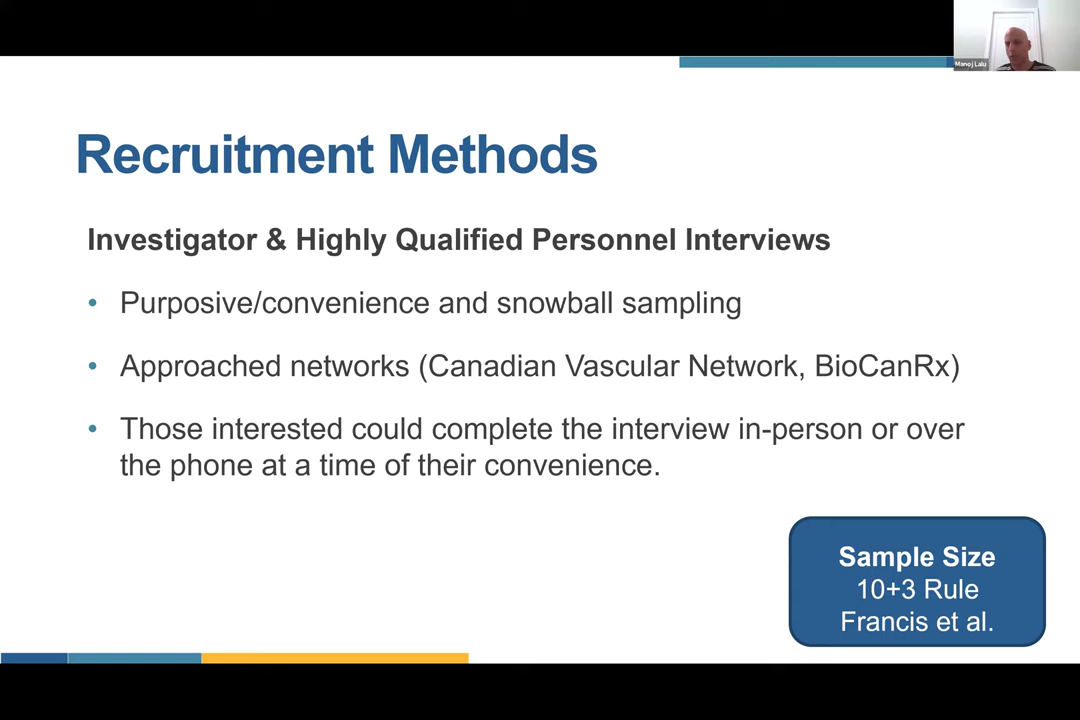 Manoj Lalu
Recruitment Methods
Investigator & Highly Qualified Personnel Interviews
• Purposive/convenience and snowball sampling
• Approached networks (Canadian Vascular Network, BioCanRx)
• Those interested could complete the interview in-person or over
the phone at a time of their convenience.
Sample Size
10+3 Rule
Francis et al.